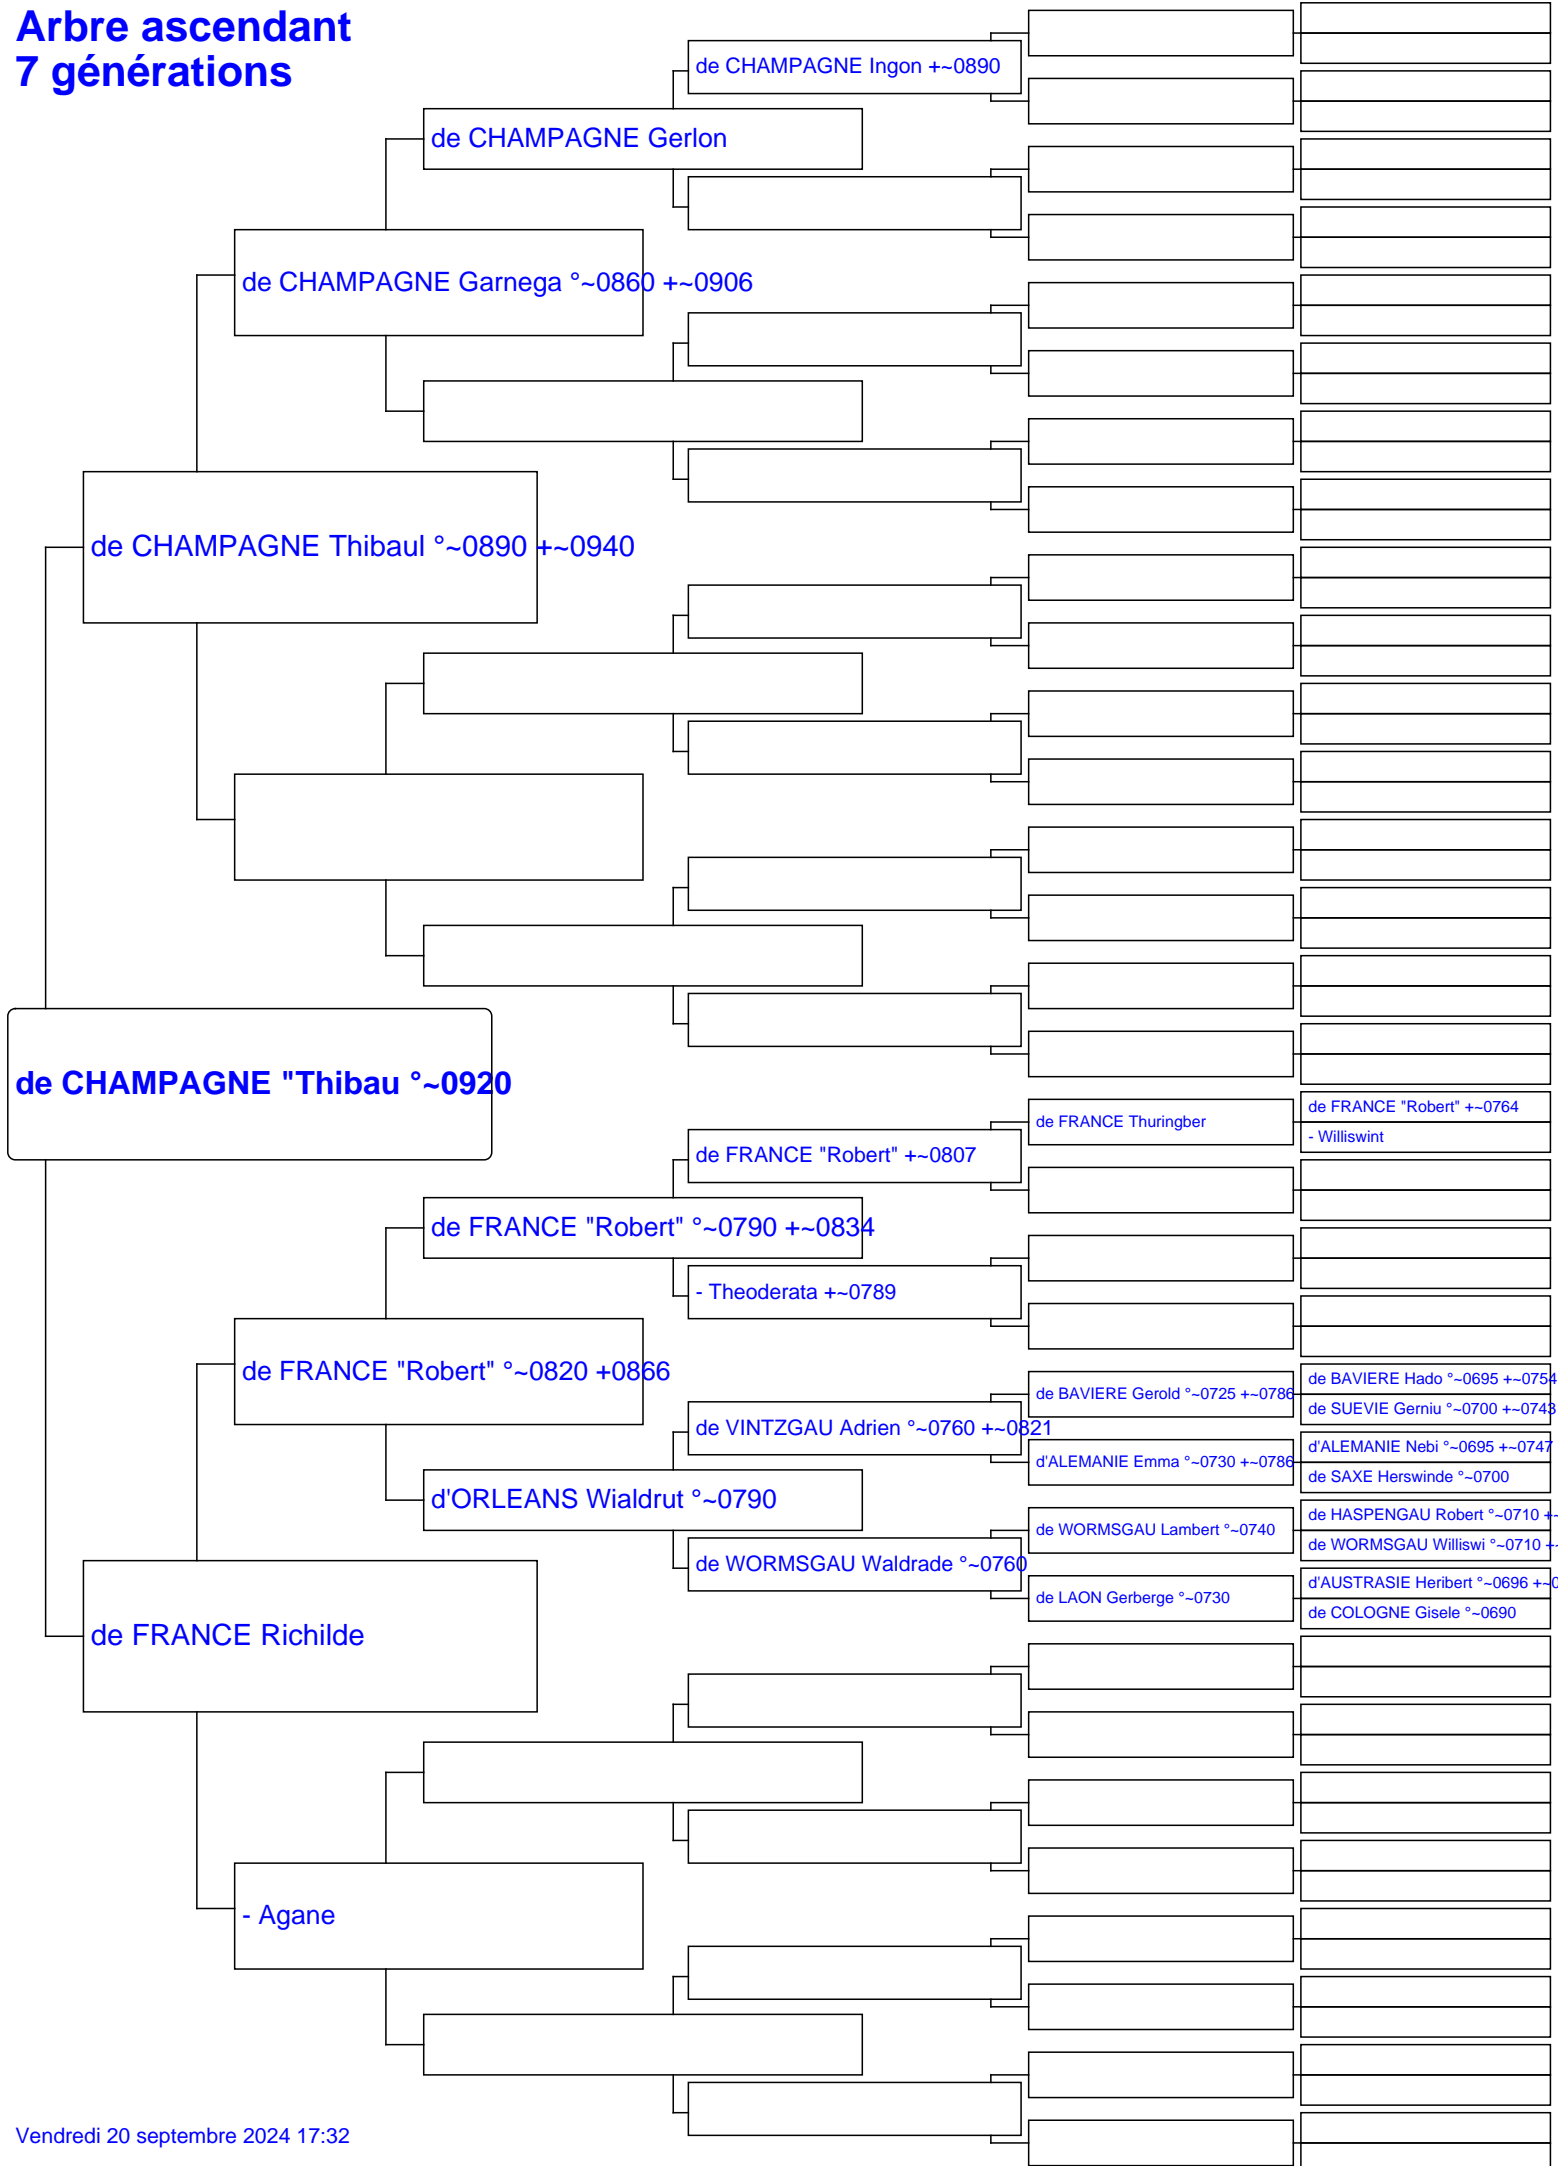 Arbre ascendant
7 générations
de CHAMPAGNE Ingon +~0890
de CHAMPAGNE Gerlon
de CHAMPAGNE Garnega °~0860 +~0906
de CHAMPAGNE Thibaul °~0890 +~0940
de CHAMPAGNE "Thibau °~0920
de FRANCE "Robert" +~0764
de FRANCE Thuringber
- Williswint
de FRANCE "Robert" +~0807
de FRANCE "Robert" °~0790 +~0834
- Theoderata +~0789
de FRANCE "Robert" °~0820 +0866
de BAVIERE Hado °~0695 +~0754
de BAVIERE Gerold °~0725 +~0786
de SUEVIE Gerniu °~0700 +~0743
de VINTZGAU Adrien °~0760 +~0821
d'ALEMANIE Nebi °~0695 +~0747
d'ALEMANIE Emma °~0730 +~0786
de SAXE Herswinde °~0700
d'ORLEANS Wialdrut °~0790
de HASPENGAU Robert °~0710 +~
de WORMSGAU Lambert °~0740
de WORMSGAU Williswi °~0710 +~
de WORMSGAU Waldrade °~0760
d'AUSTRASIE Heribert °~0696 +~0
de LAON Gerberge °~0730
de COLOGNE Gisele °~0690
de FRANCE Richilde
- Agane
Vendredi 20 septembre 2024 17:32